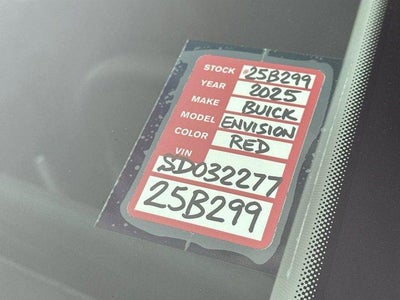 STOCK 25B299
YEAR 2025
MAKE BUICK
MODEL ENVISION
COLOR RED
VIN
SD032277
25B299